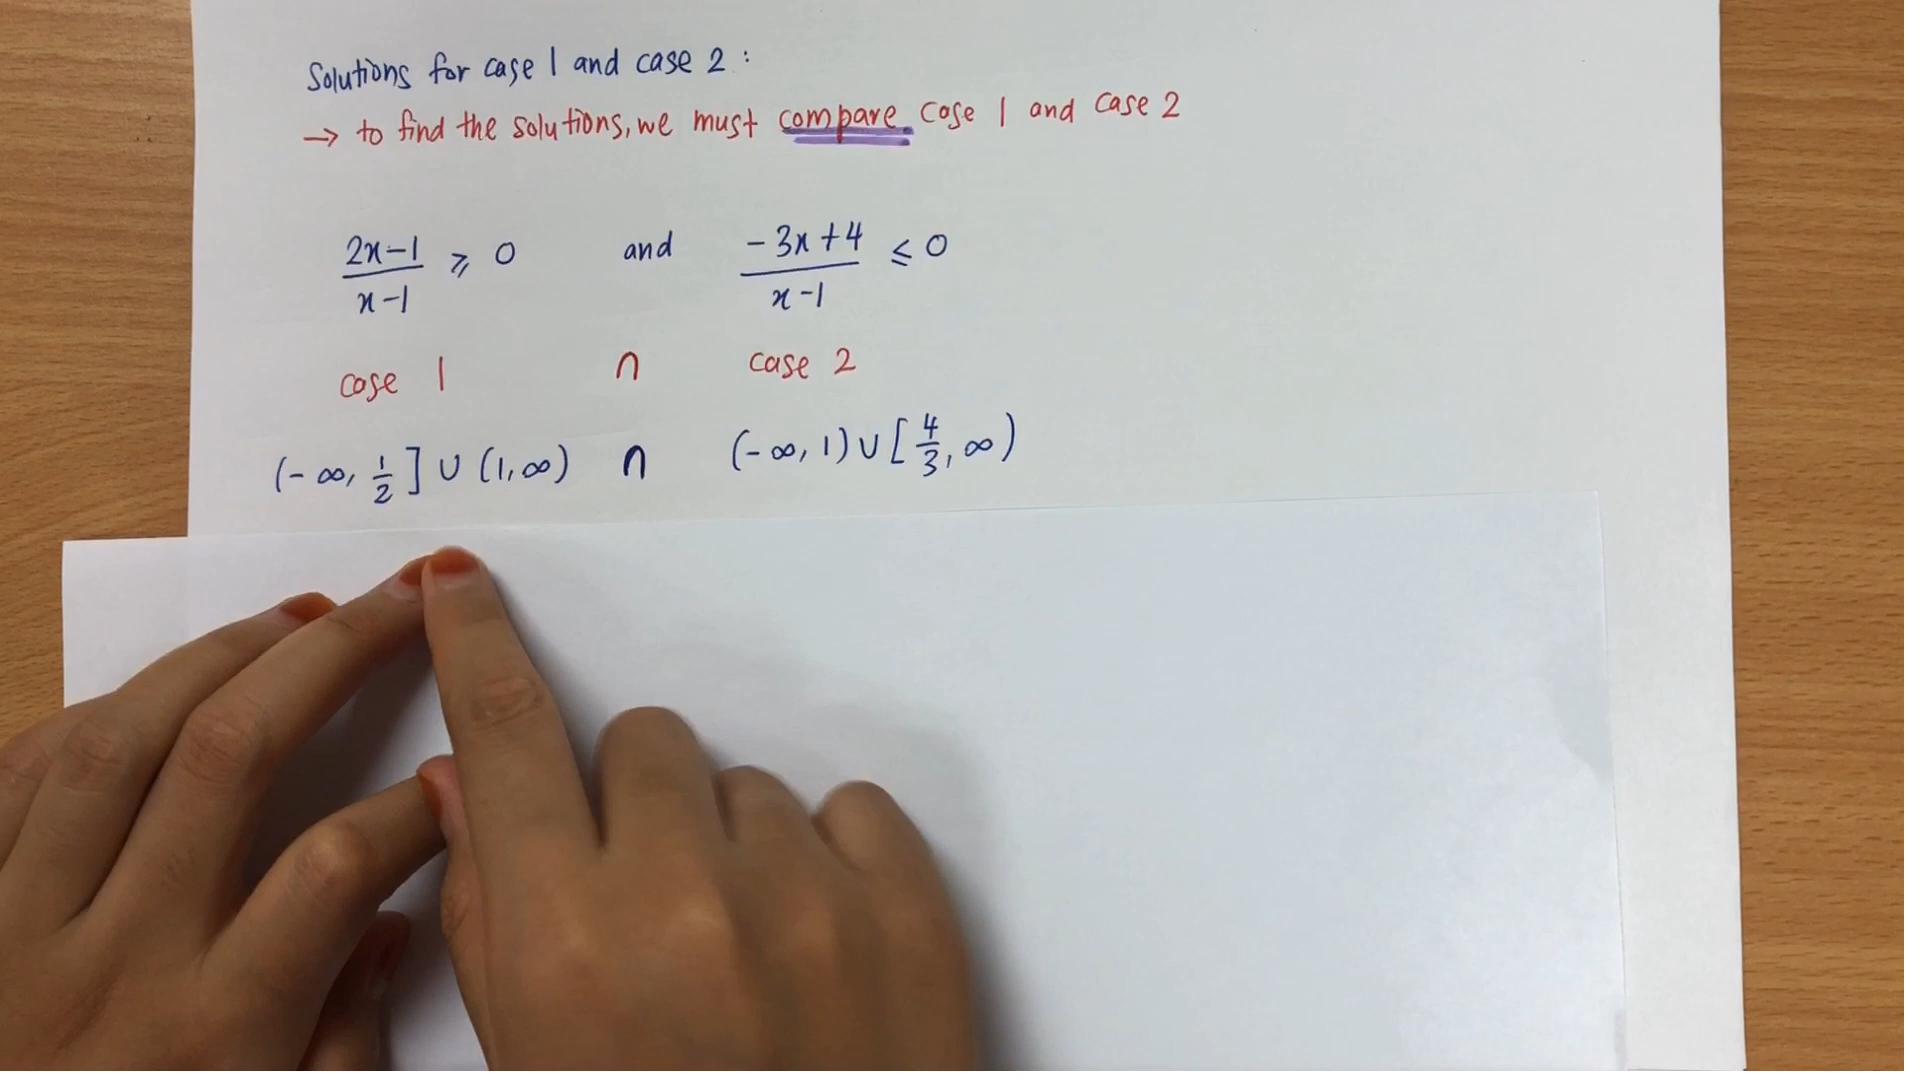 Solutions for case 1 and case 2 :
→ to find the solutions, we must compare case 1 and case 2
(2x-1)/(x-1) ⩾ 0 and (-3x+4)/(x-1) ≤ 0
case 1 ∩ case 2
(-∞, 1/2] ∪ (1, ∞) ∩ (-∞, 1) ∪ [4/3, ∞)